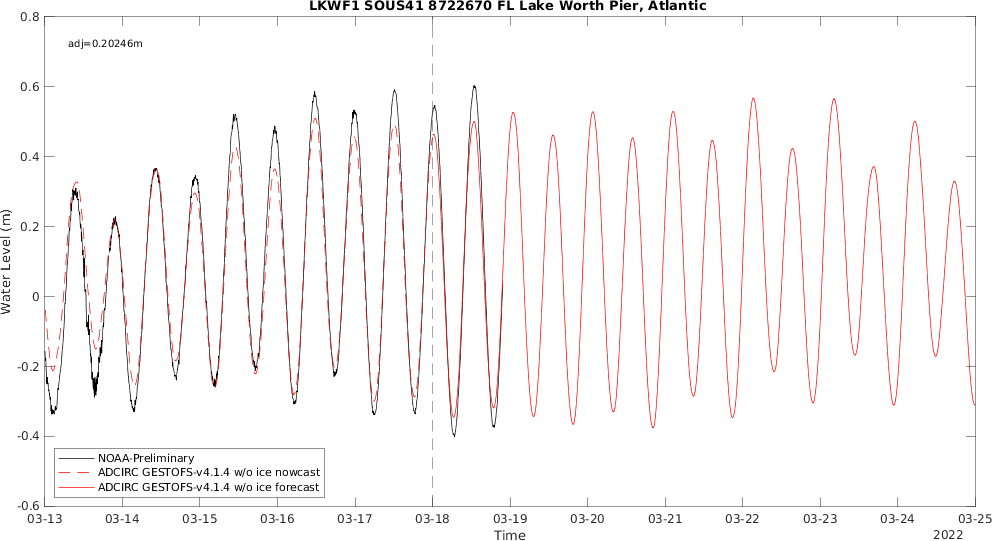 LKWF1 SOUS41 8722670 FL Lake Worth Pier, Atlantic
adj=0.20246m
0.8
0.6
0.4
0.2
0
-0.2
-0.4
-0.6
Water Level (m)
NOAA-Preliminary
ADCIRC GESTOFS-v4.1.4 w/o ice nowcast
ADCIRC GESTOFS-v4.1.4 w/o ice forecast
03-13 03-14 03-15 03-16 03-17 03-18 03-19 03-20 03-21 03-22 03-23 03-24 03-25
Time
2022